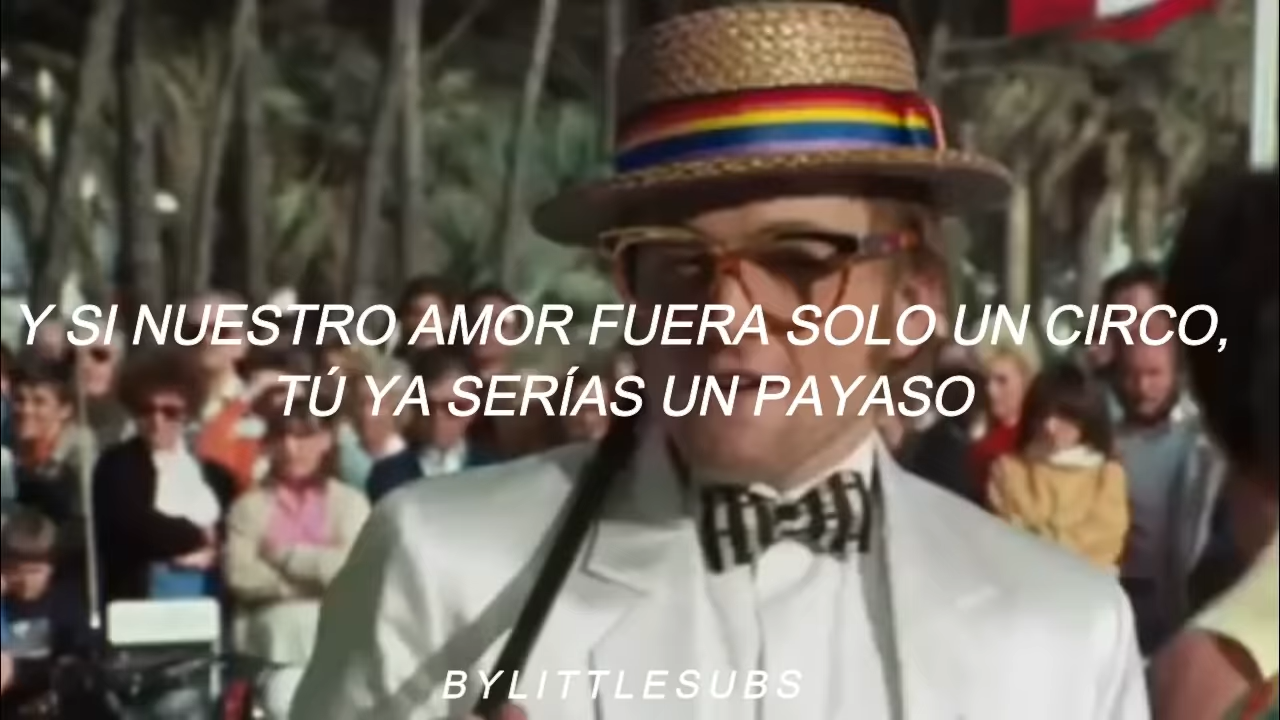 Y SI NUESTRO AMOR FUERA SOLO UN CIRCO,
TÚ YA SERÍAS UN PAYASO
BYLITTLESUBS